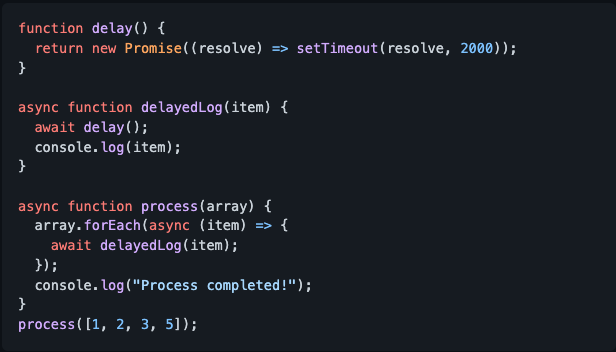 function delay() {
  return new Promise((resolve) => setTimeout(resolve, 2000));
}

async function delayedLog(item) {
  await delay();
  console.log(item);
}

async function process(array) {
  array.forEach(async (item) => {
    await delayedLog(item);
  });
  console.log("Process completed!");
}
process([1, 2, 3, 5]);